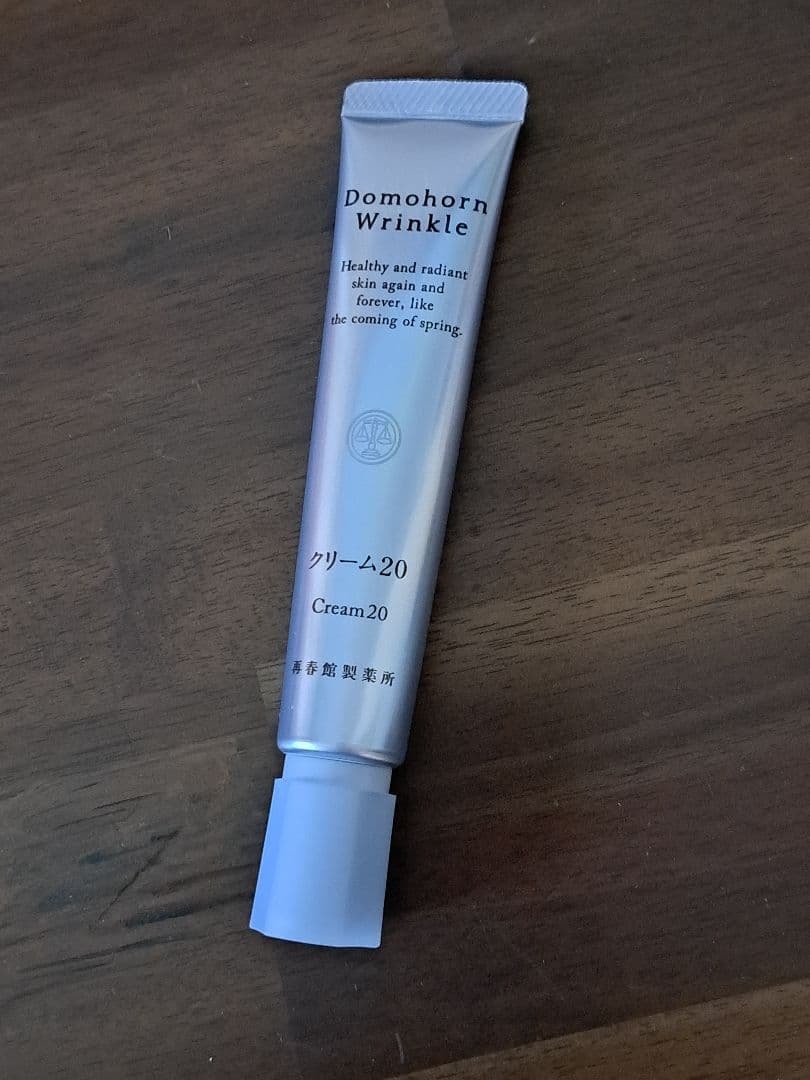 Domohorn
Wrinkle
Healthy and radiant
skin again and
forever, like
the coming of spring.
クリーム20
Cream20
再春館製薬所